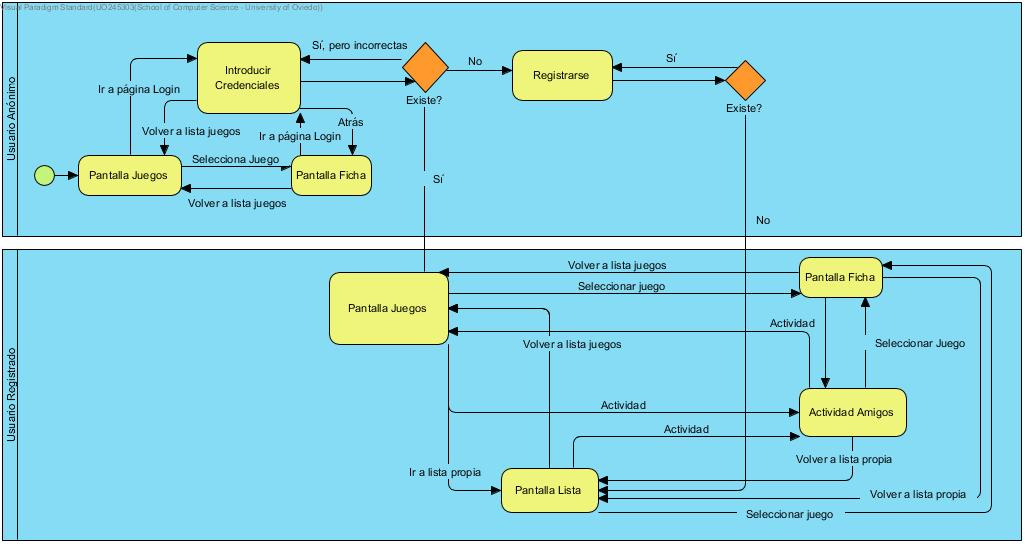 Visual Paradigm Standard(UO245303(School of Computer Science - University of Oviedo))
Usuario Anónimo
Sí, pero incorrectas
Introducir
Credenciales
No
Registrarse
Sí
Ir a página Login
Existe?
Existe?
Atrás
Volver a lista juegos
Ir a página Login
Selecciona Juego
Pantalla Juegos
Pantalla Ficha
Sí
Volver a lista juegos
No
Usuario Registrado
Volver a lista juegos
Pantalla Ficha
Seleccionar juego
Pantalla Juegos
Actividad
Volver a lista juegos
Seleccionar Juego
Actividad
Actividad Amigos
Actividad
Volver a lista propia
Ir a lista propia
Pantalla Lista
Volver a lista propia
Seleccionar juego